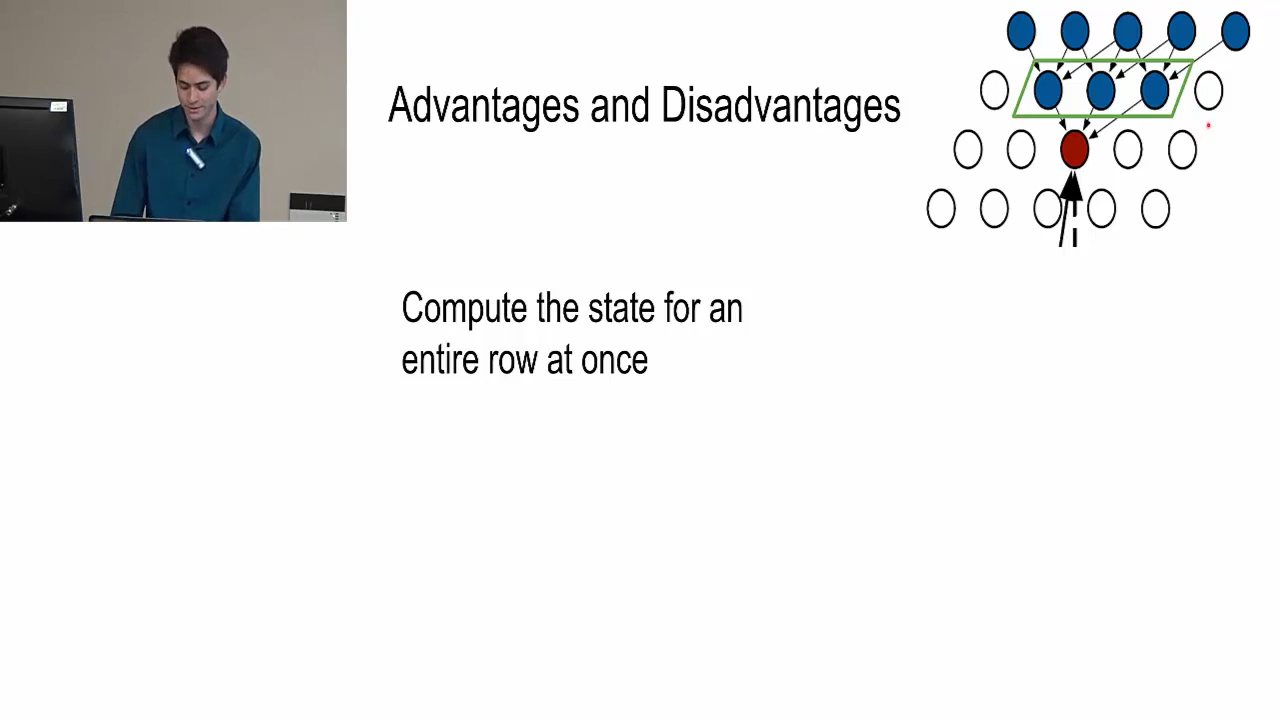 Advantages and Disadvantages
Compute the state for an
entire row at once